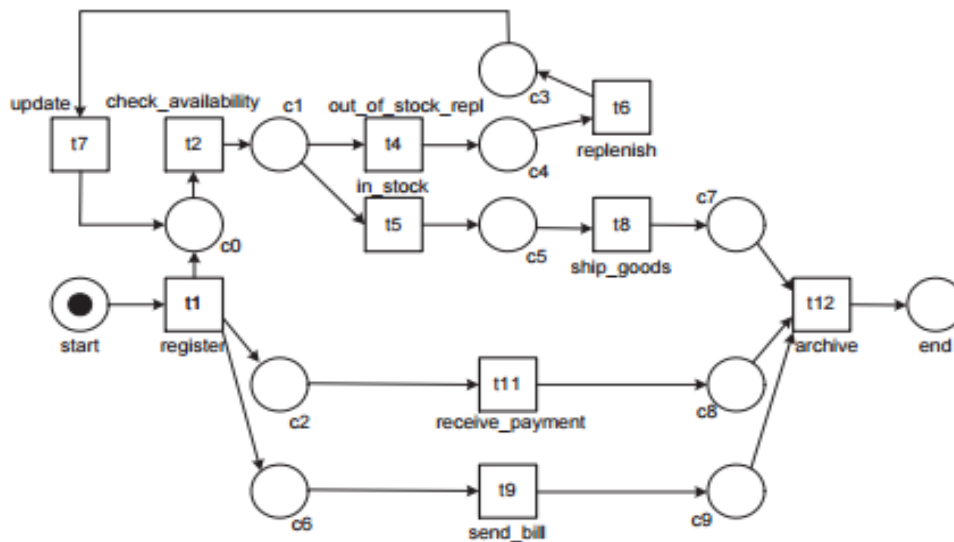 c3
t6
replenish
update
t7
check_availability
t2
c1
out_of_stock_repl
t4
c4
in_stock
t5
c5
t8
ship_goods
c7
c0
start
t1
register
t12
archive
end
c2
t11
receive_payment
c8
c6
t9
send_bill
c9